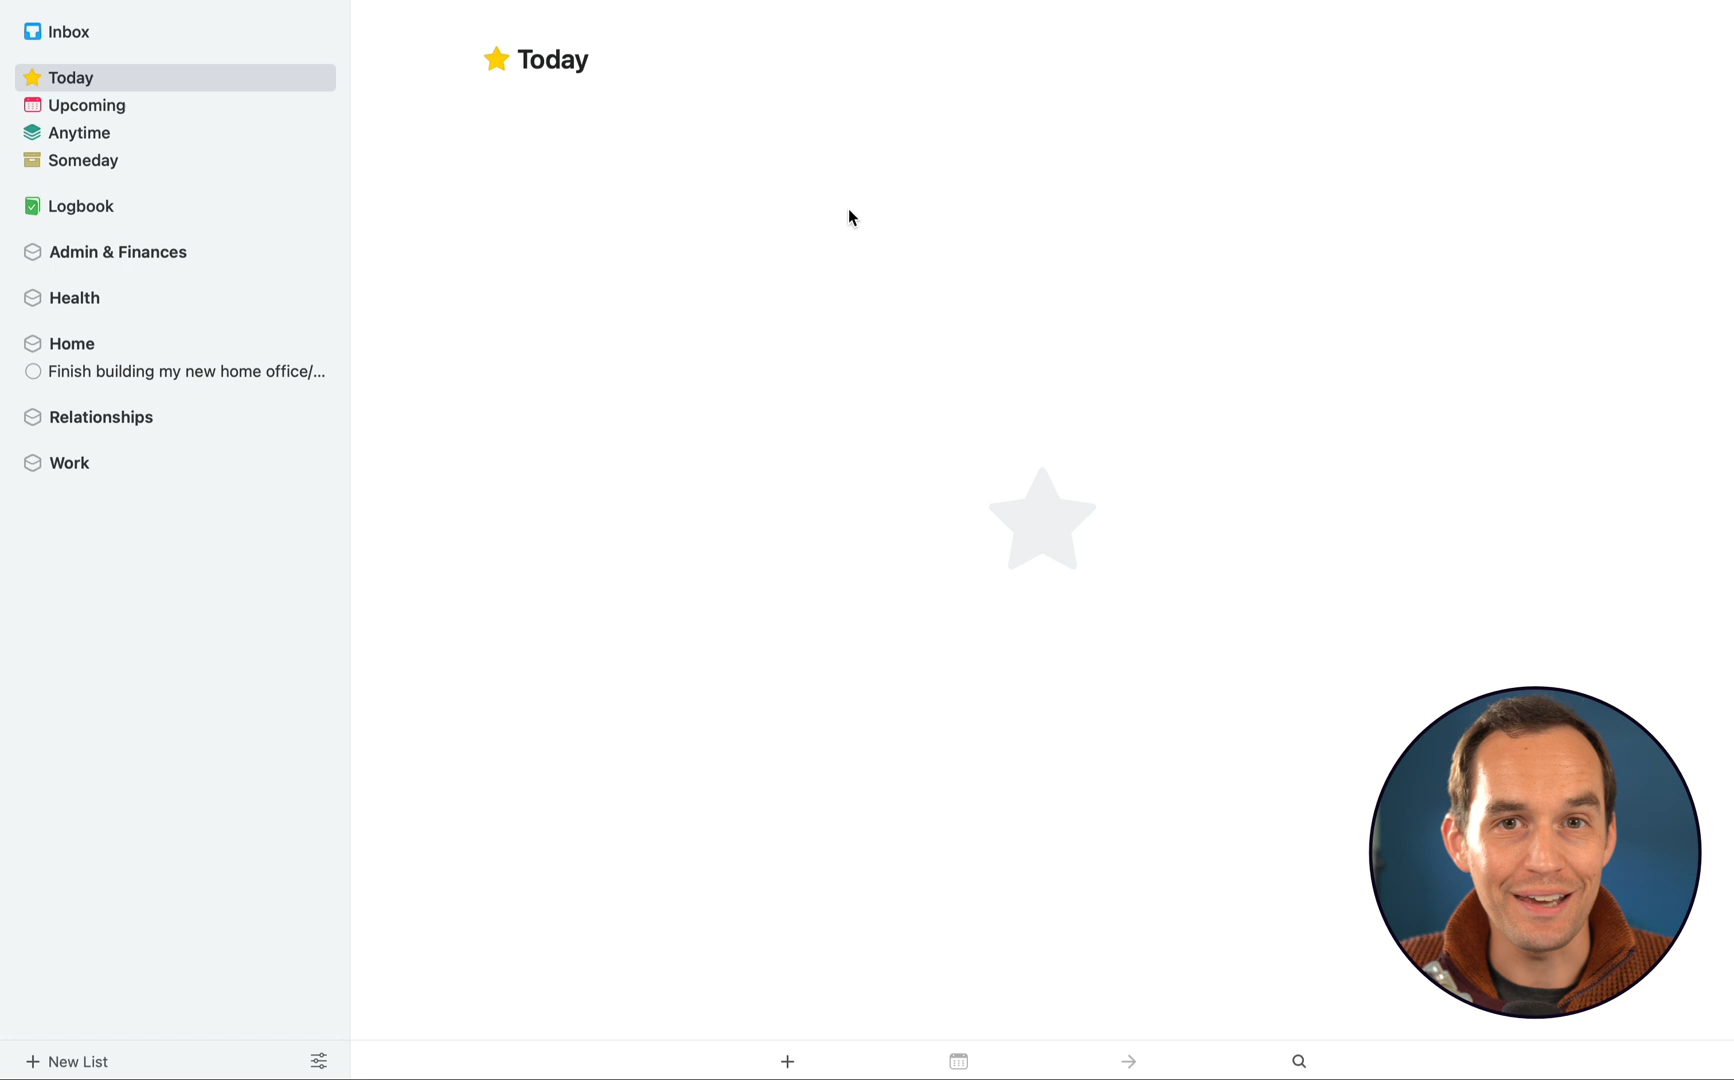 Inbox
Today
Upcoming
Anytime
Someday
Logbook
Admin & Finances
Health
Home
Finish building my new home office/...
Relationships
Work
New List
Today